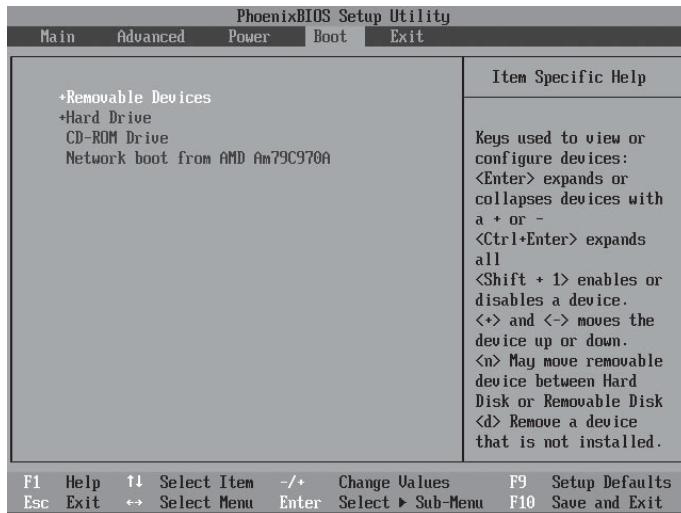 PhoenixBIOS Setup Utility
Main Advanced Power Boot Exit
+Removable Devices
+Hard Drive
CD-ROM Drive
Network boot from AMD Am79C970A
Item Specific Help
Keys used to view or
configure devices:
<Enter> expands or
collapses devices with
a + or -
<Ctrl+Enter> expands
all
<Shift + 1> enables or
disables a device.
<+> and <-> moves the
device up or down.
<n> May move removable
device between Hard
Disk or Removable Disk
<d> Remove a device
that is not installed.
F1 Help ↑↓ Select Item -/+ Change Values F9 Setup Defaults
Esc Exit ↔ Select Menu Enter Select ▶ Sub-Menu F10 Save and Exit